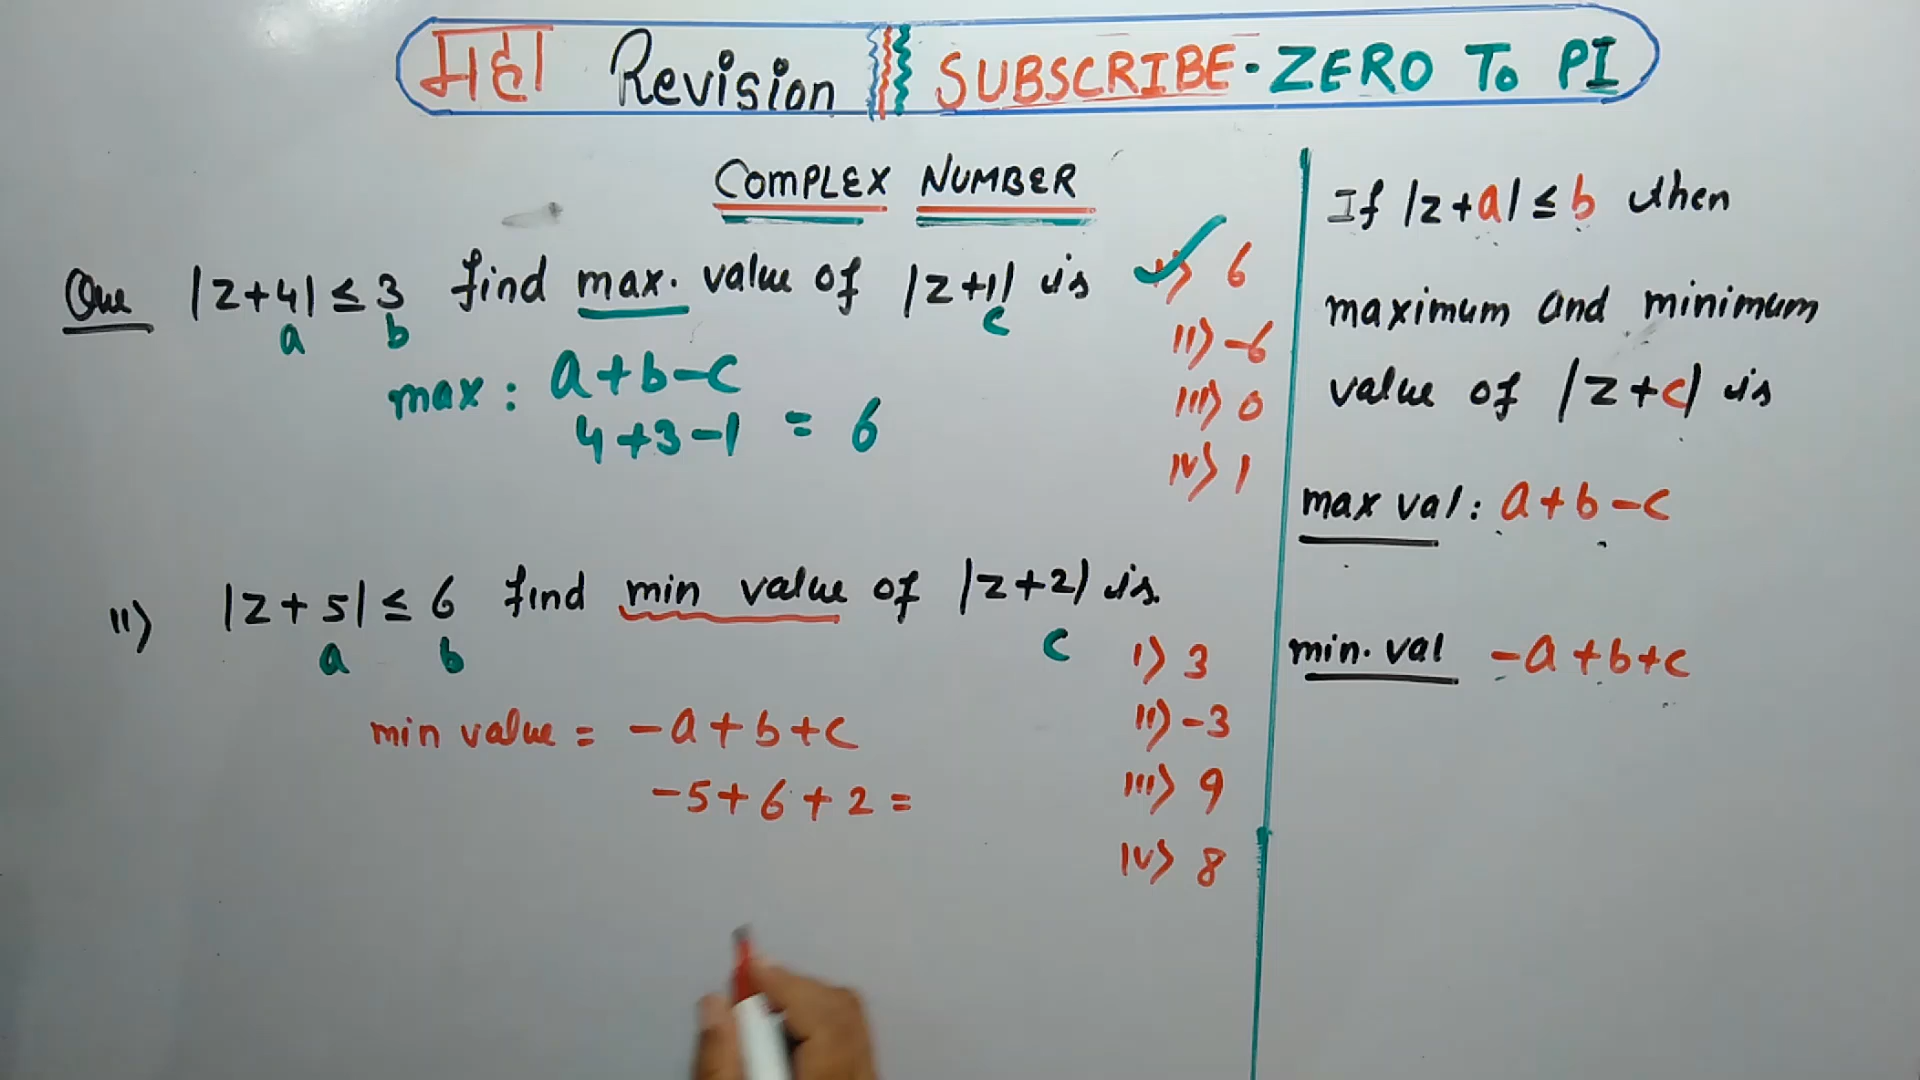 महा Revision SUBSCRIBE·ZERO TO PI
COMPLEX NUMBER
Que |z+4| ≤ 3 find max. value of |z+1| is
a b c
max: a+b-c
4+3-1 = 6
i) 6
ii) -6
iii) 0
iv) 1
ii) |z+5| ≤ 6 find min value of |z+2| is.
a b c
min value = -a+b+c
-5+6+2=
i) 3
ii) -3
iii) 9
iv) 8
If |z+a| ≤ b then
maximum and minimum
value of |z+c| is
max val: a+b-c
min. val -a+b+c